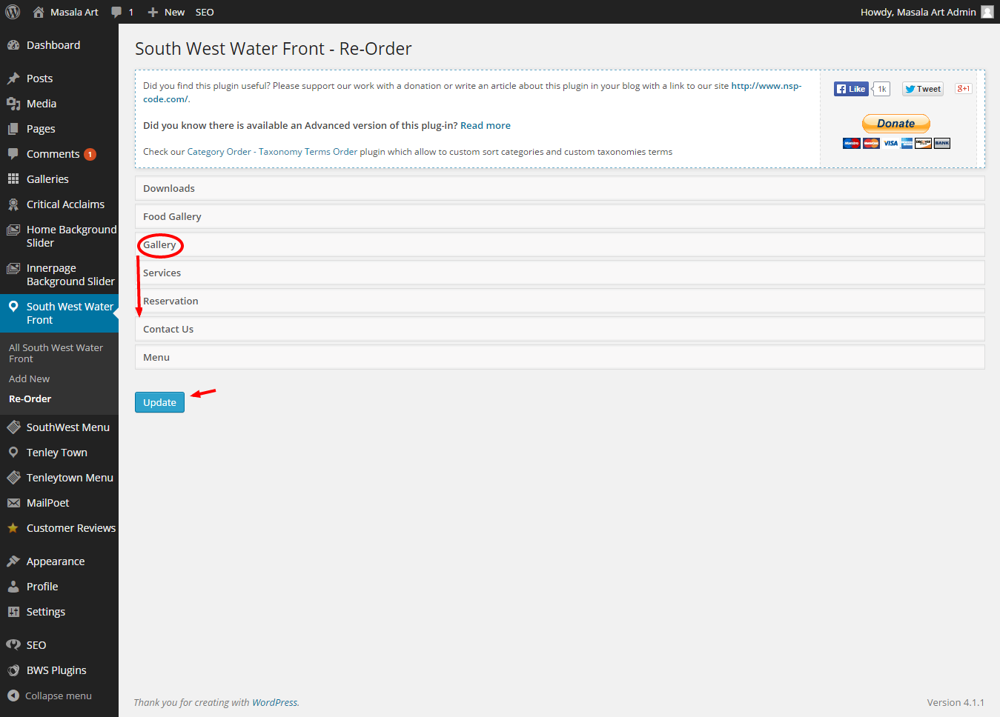 Masala Art
1
New
SEO
Howdy, Masala Art Admin
Dashboard
Posts
Media
Pages
Comments 1
Galleries
Critical Acclaims
Home Background
Slider
Innerpage
Background Slider
South West Water
Front
All South West Water
Front
Add New
Re-Order
SouthWest Menu
Tenley Town
Tenleytown Menu
MailPoet
Customer Reviews
Appearance
Profile
Settings
SEO
BWS Plugins
Collapse menu
South West Water Front - Re-Order
Did you find this plugin useful? Please support our work with a donation or write an article about this plugin in your blog with a link to our site http://www.nsp-
code.com/.
Did you know there is available an Advanced version of this plug-in? Read more
Check our Category Order - Taxonomy Terms Order plugin which allow to custom sort categories and custom taxonomies terms
Like
1k
Tweet
g+1
Donate
Maestro
MasterCard
VISA
DISCOVER
BANK
Downloads
Food Gallery
Gallery
Services
Reservation
Contact Us
Menu
Update
Thank you for creating with WordPress.
Version 4.1.1